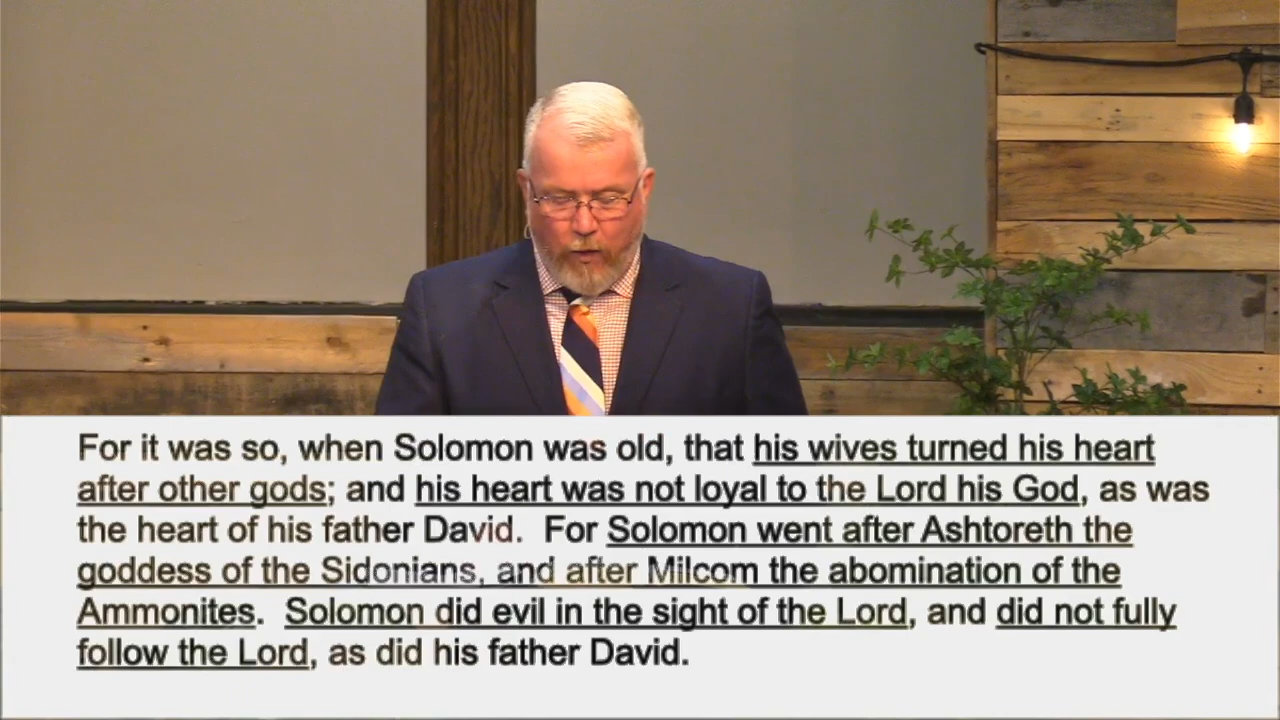 For it was so, when Solomon was old, that his wives turned his heart
after other gods; and his heart was not loyal to the Lord his God, as was
the heart of his father David.  For Solomon went after Ashtoreth the
goddess of the Sidonians, and after Milcom the abomination of the
Ammonites.  Solomon did evil in the sight of the Lord, and did not fully
follow the Lord, as did his father David.